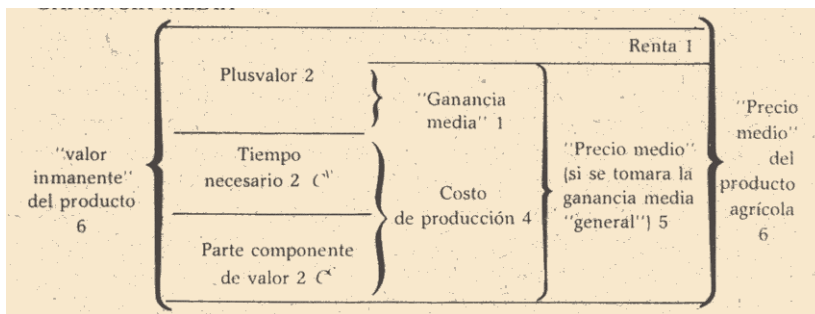 Renta 1
Plusvalor 2
"Ganancia
media" 1
"valor
inmanente"
del producto
6
Tiempo
necesario 2
Costo
de producción 4
Parte componente
de valor 2
"Precio medio"
(si se tomara la
ganancia media
"general") 5
"Precio
medio"
del
producto
agrícola
6